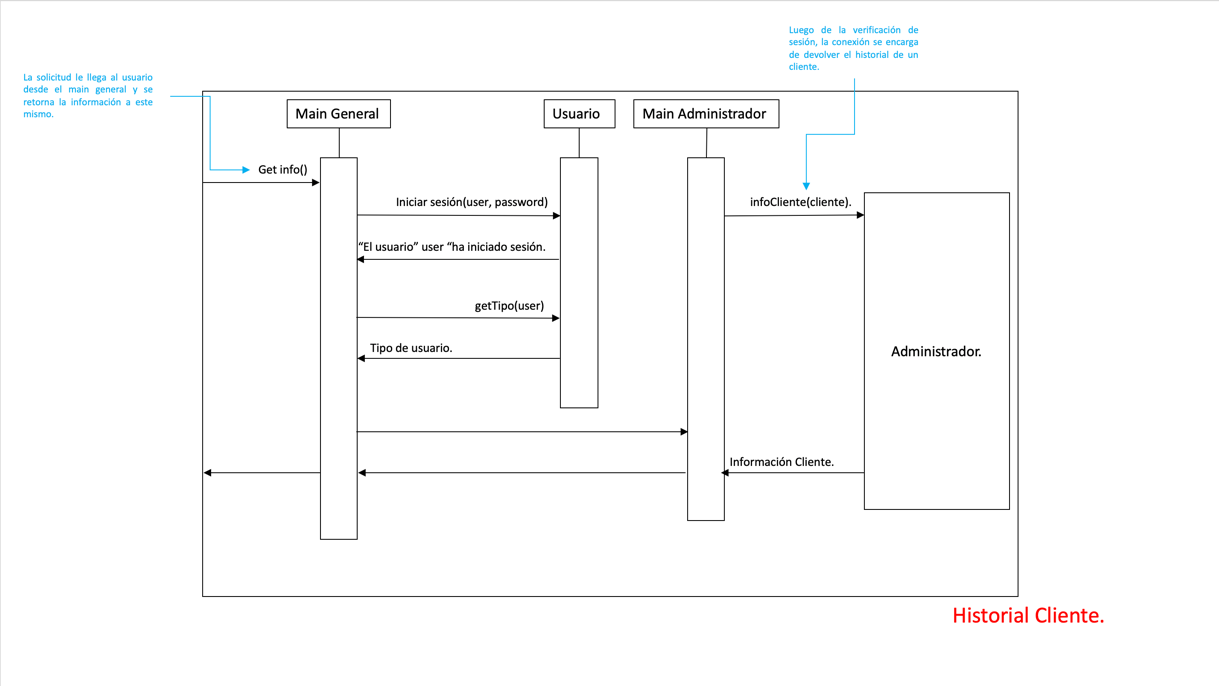 Luego de la verificación de
sesión, la conexión se encarga
de devolver el historial de un
cliente.
La solicitud le llega al usuario
desde el main general y se
retorna la información a este
mismo.
Main General
Usuario
Main Administrador
Get info()
Iniciar sesión(user, password)
infoCliente(cliente).
“El usuario” user “ha iniciado sesión.
getTipo(user)
Tipo de usuario.
Administrador.
Información Cliente.
Historial Cliente.